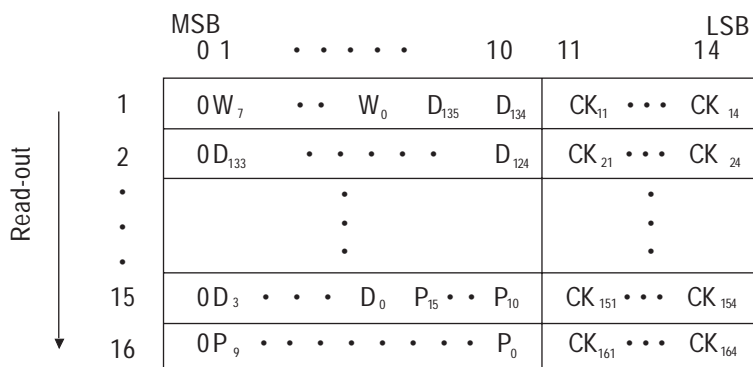 MSB LSB
0 1 • • • • • 10 11 14
1 0 W7 • • W0 D135 D134 CK11 • • • CK14
2 0 D133 • • • • • D124 CK21 • • • CK24
• • •
• • •
• • •
15 0 D3 • • • D0 P15 • • P10 CK151 • • • CK154
16 0 P9 • • • • • • • • P0 CK161 • • • CK164
Read-out